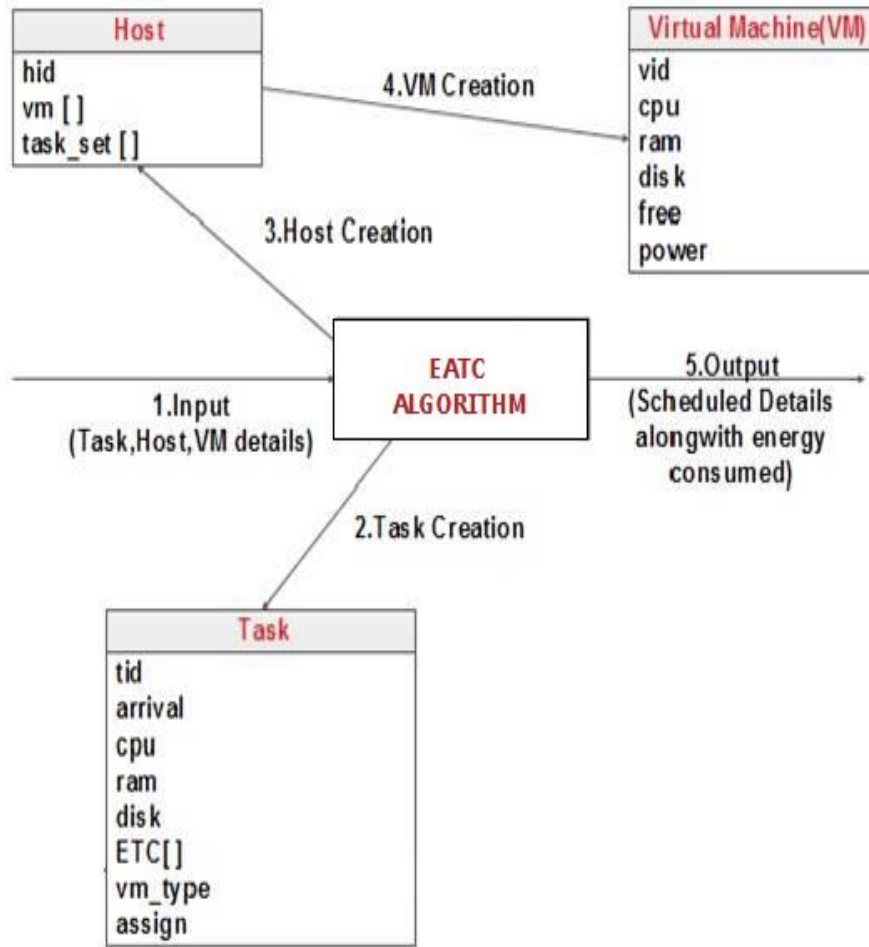 Host
hid
vm [ ]
task_set [ ]
4.VM Creation
Virtual Machine(VM)
vid
cpu
ram
disk
free
power
3.Host Creation
EATC
ALGORITHM
1.Input
(Task,Host,VM details)
5.Output
(Scheduled Details
alongwith energy
consumed)
2.Task Creation
Task
tid
arrival
cpu
ram
disk
ETC[ ]
vm_type
assign